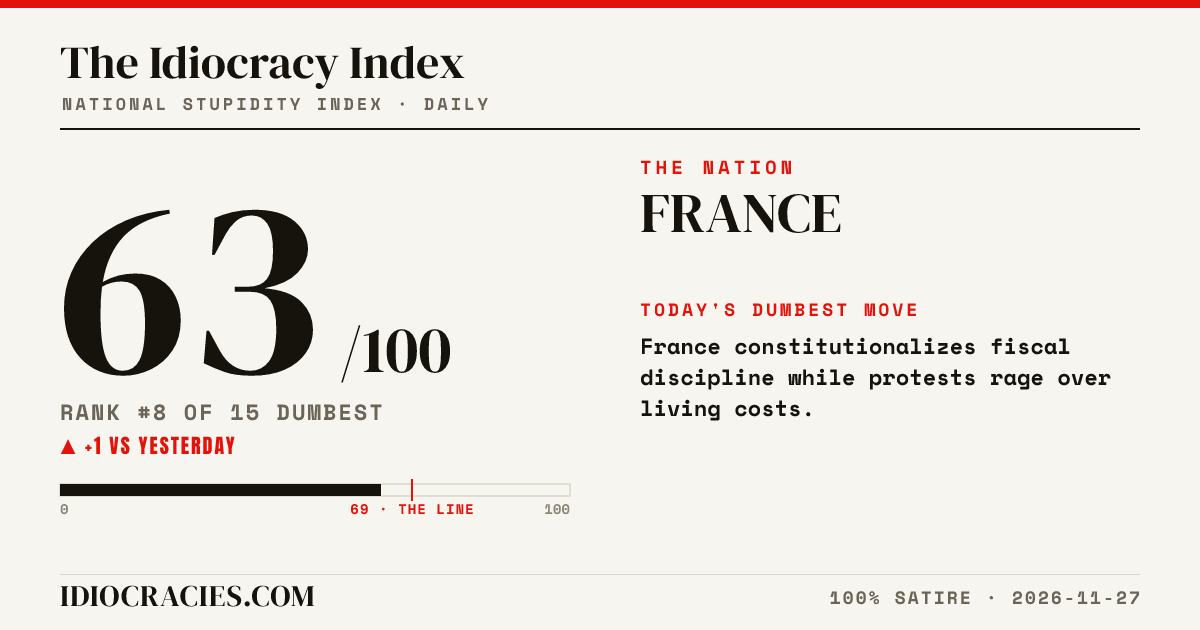 The Idiocracy Index
NATIONAL STUPIDITY INDEX · DAILY
63 /100
RANK #8 OF 15 DUMBEST
▲ +1 VS YESTERDAY
0
69 · THE LINE
100
THE NATION
FRANCE
TODAY'S DUMBEST MOVE
France constitutionalizes fiscal
discipline while protests rage over
living costs.
IDIOCRACIES.COM
100% SATIRE · 2026-11-27